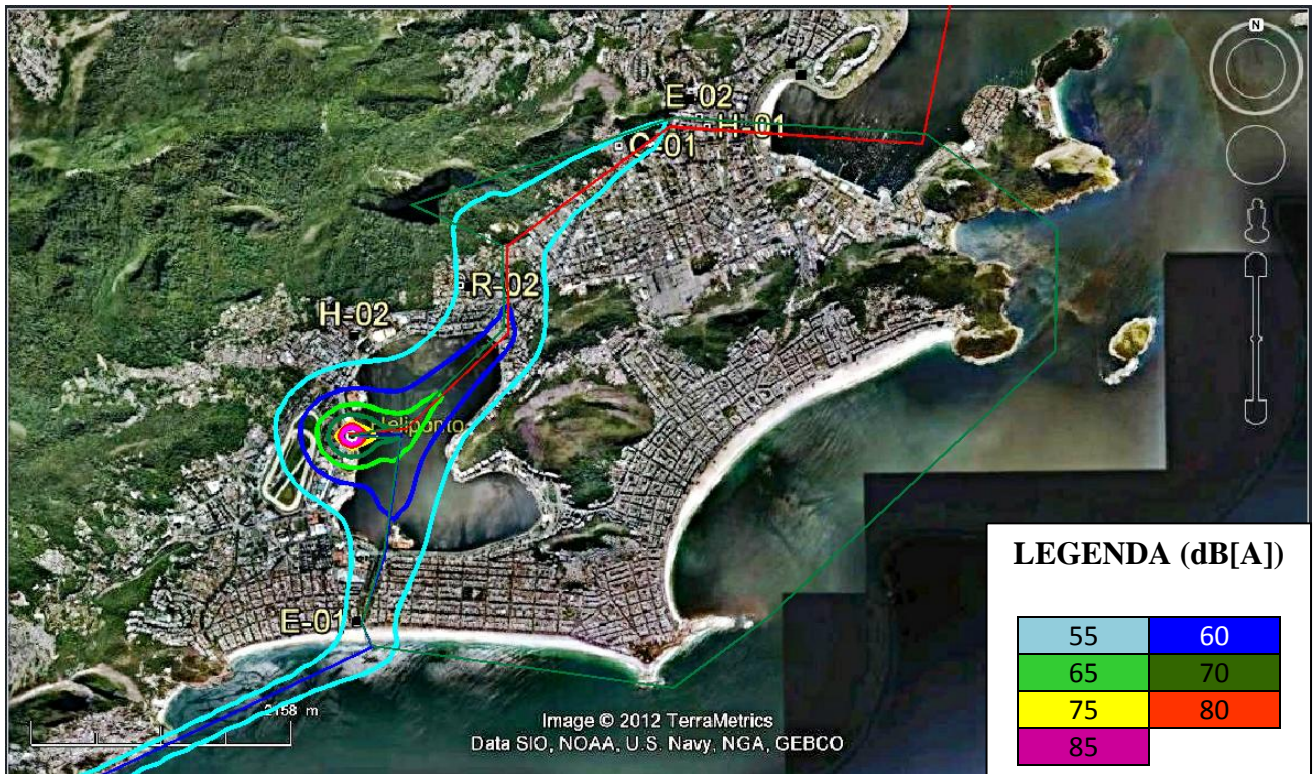 N
E-02
H-01
C-01
R-02
H-02
Heliponto
E-01
2158 m
Image © 2012 TerraMetrics
Data SIO, NOAA, U.S. Navy, NGA, GEBCO
LEGENDA (dB[A])
55 60
65 70
75 80
85